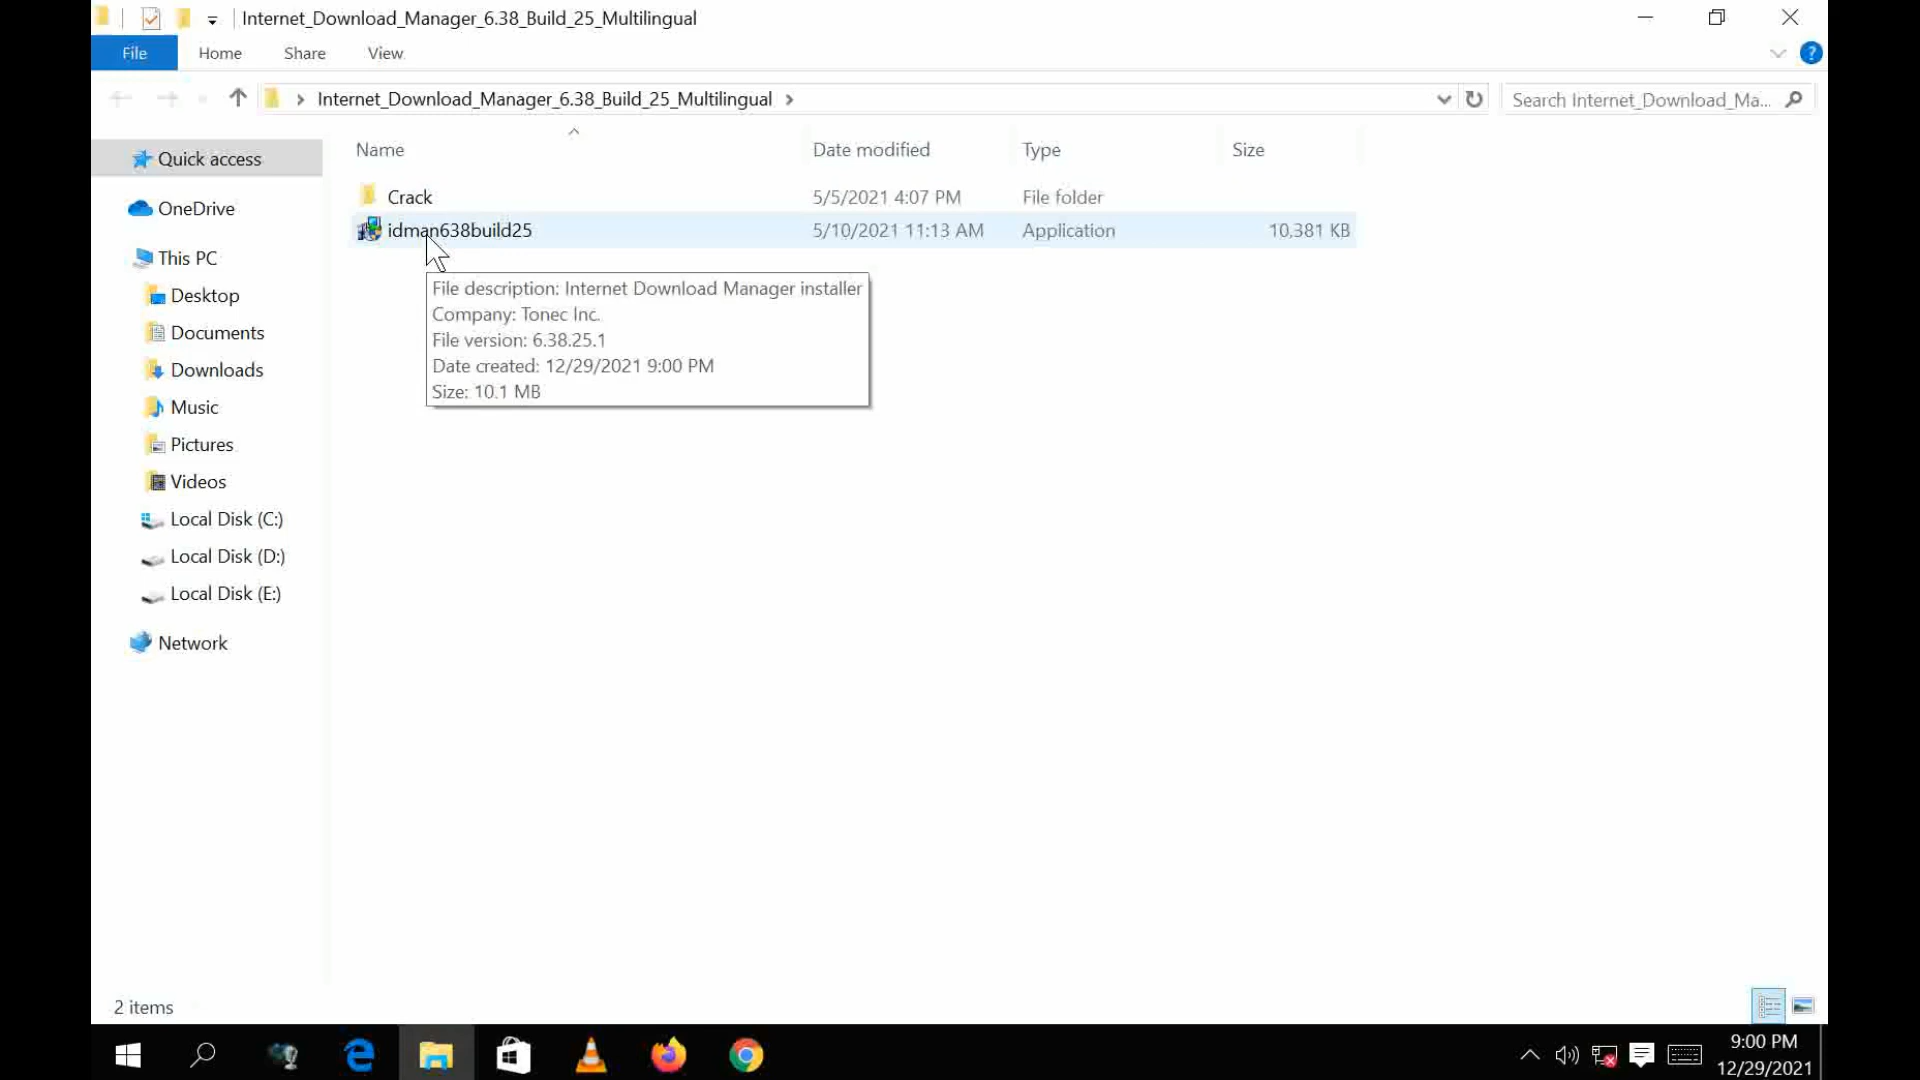 Internet_Download_Manager_6.38_Build_25_Multilingual
File Home Share View
Internet_Download_Manager_6.38_Build_25_Multilingual
Search Internet_Download_Ma...
Name Date modified Type Size
Crack 5/5/2021 4:07 PM File folder
idman638build25 5/10/2021 11:13 AM Application 10,381 KB
File description: Internet Download Manager installer
Company: Tonec Inc.
File version: 6.38.25.1
Date created: 12/29/2021 9:00 PM
Size: 10.1 MB
Quick access
OneDrive
This PC
Desktop
Documents
Downloads
Music
Pictures
Videos
Local Disk (C:)
Local Disk (D:)
Local Disk (E:)
Network
2 items
9:00 PM
12/29/2021